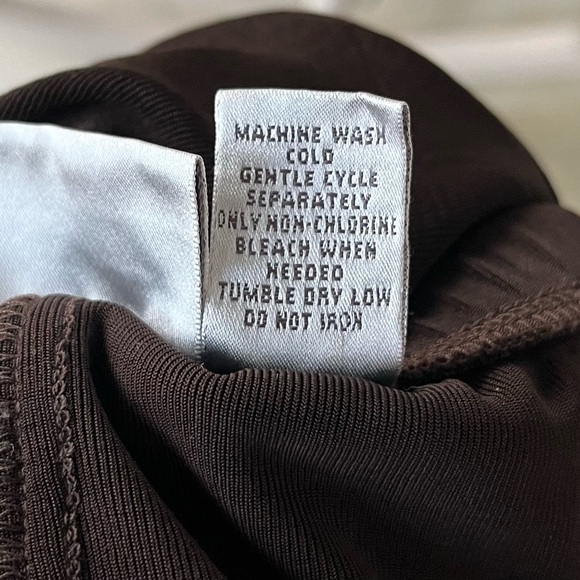 MACHINE WASH
COLD
GENTLE CYCLE
SEPARATELY
ONLY NON-CHLORINE
BLEACH WHEN
NEEDED
TUMBLE DRY LOW
DO NOT IRON